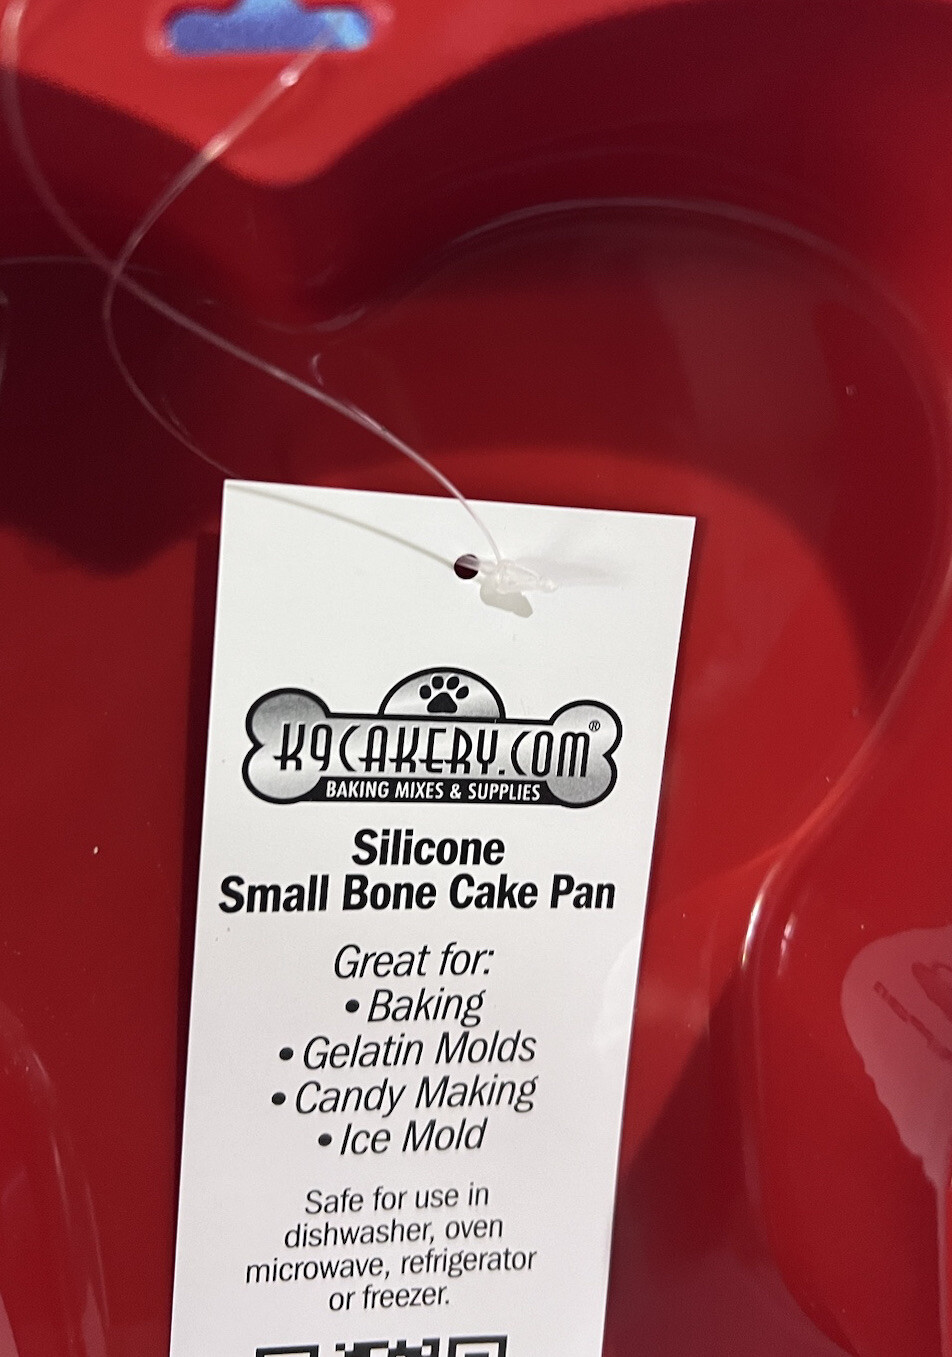 K9CAKERY.COM®
BAKING MIXES & SUPPLIES
Silicone
Small Bone Cake Pan
Great for:
• Baking
• Gelatin Molds
• Candy Making
• Ice Mold
Safe for use in
dishwasher, oven
microwave, refrigerator
or freezer.